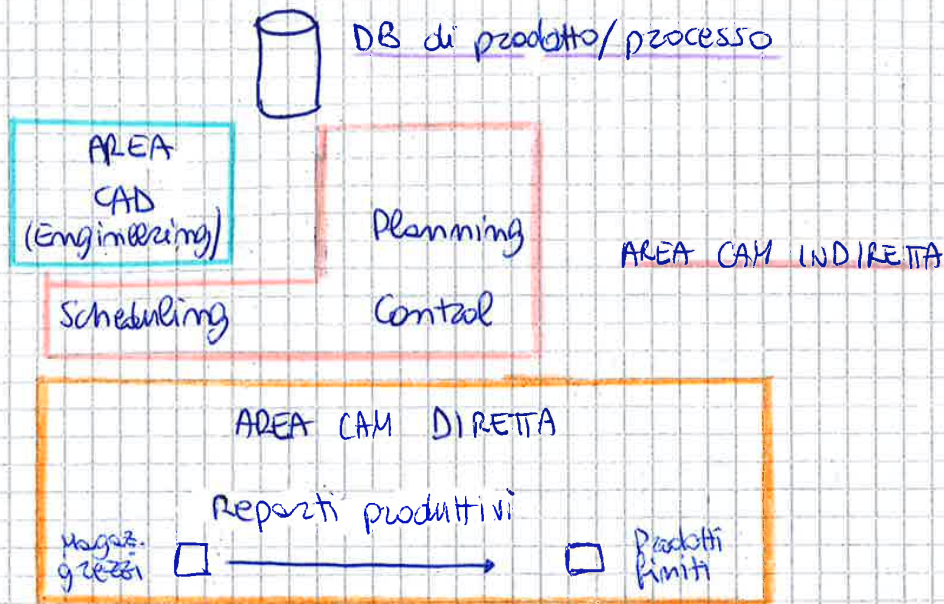 DB di prodotto/processo
AREA
CAD
(Engineering)
Planning
AREA CAM INDIRETTA
Scheduling
Control
AREA CAM DIRETTA
Reparti produttivi
Magaz.
grezzi
Prodotti
finiti